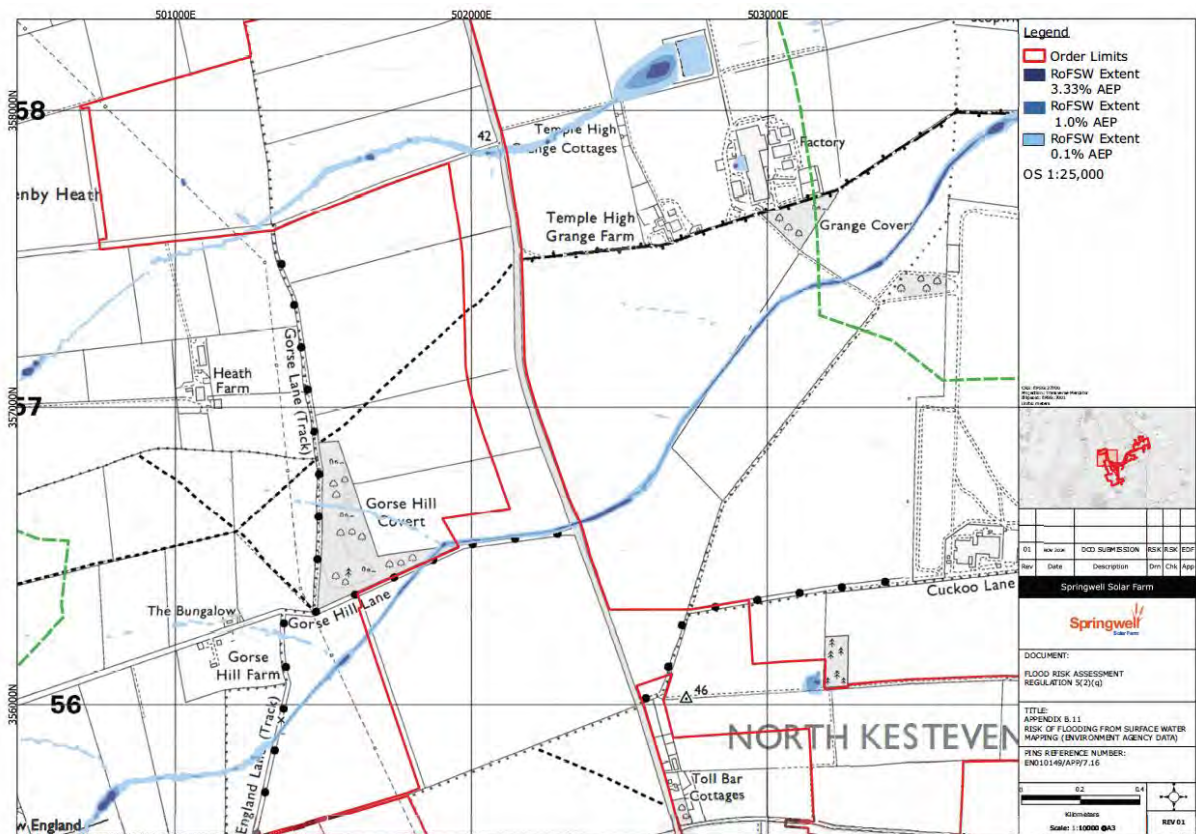 501000E
502000E
503000E
358000N
58
42
Temple High
Grange Cottages
Factory
enby Heath
Temple High
Grange Farm
Grange Covert
Heath
Farm
Gorse Lane (Track)
357000N
57
Gorse Hill
Covert
The Bungalow
Gorse Hill Lane
Cuckoo Lane
Gorse
Hill Farm
356000N
56
46
NORTH KESTEVEN
England Lane (Track)
Toll Bar
Cottages
w England
Legend
Order Limits
RoFSW Extent
3.33% AEP
RoFSW Extent
1.0% AEP
RoFSW Extent
0.1% AEP
OS 1:25,000
01 NOV 2024 DCO SUBMISSION RSK RSK EDF
Rev Date Description Drn Chk App
Springwell Solar Farm
Springwell
Solar Farm
DOCUMENT:
FLOOD RISK ASSESSMENT
REGULATION 5(2)(q)
TITLE:
APPENDIX B.11
RISK OF FLOODING FROM SURFACE WATER
MAPPING (ENVIRONMENT AGENCY DATA)
PINS REFERENCE NUMBER:
EN010149/APP/7.16
0 0.2 0.4
Kilometers
Scale: 1:10000 @A3
REV 01